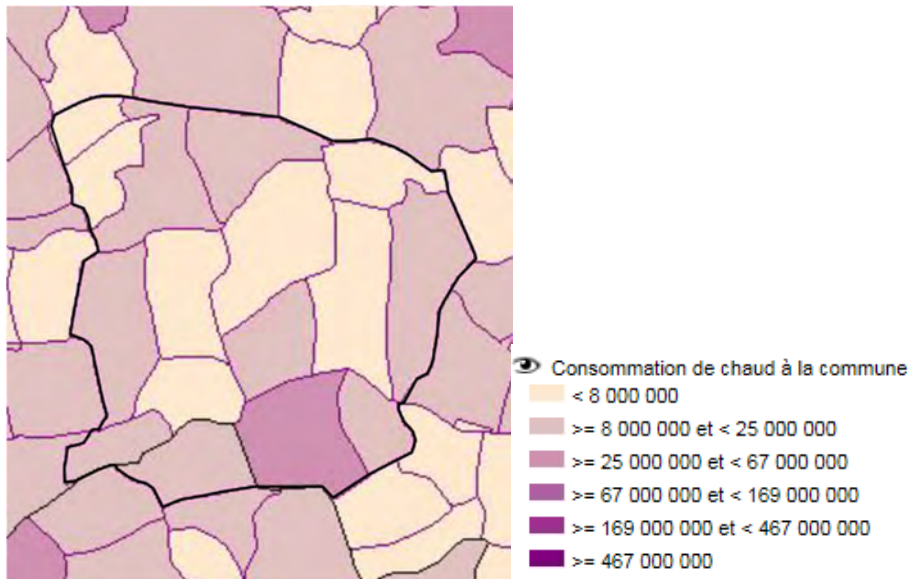 Consommation de chaud à la commune
< 8 000 000
>= 8 000 000 et < 25 000 000
>= 25 000 000 et < 67 000 000
>= 67 000 000 et < 169 000 000
>= 169 000 000 et < 467 000 000
>= 467 000 000